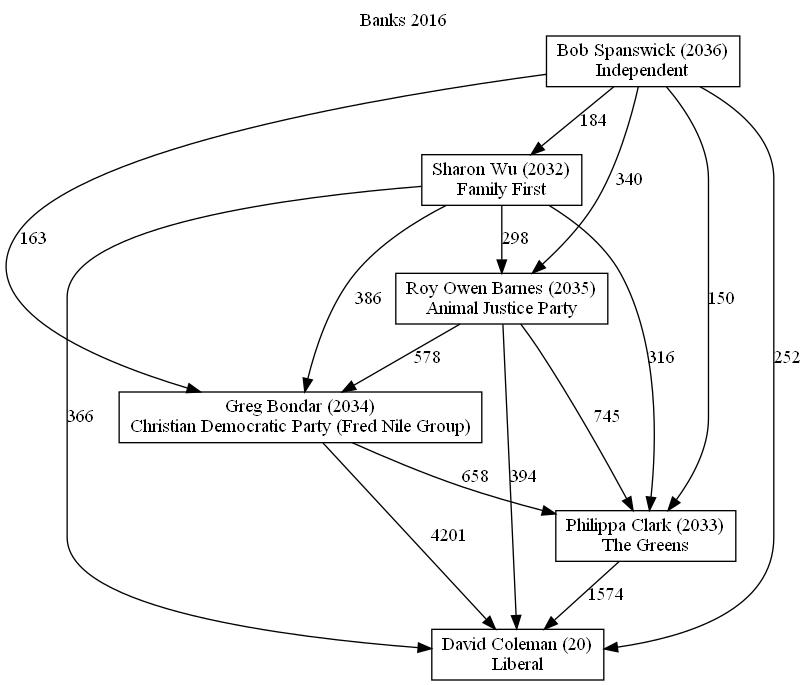 Banks 2016
Bob Spanswick (2036)
Independent
184
Sharon Wu (2032)
Family First
340
163
298
Roy Owen Barnes (2035)
Animal Justice Party
386
150
578
316
252
Greg Bondar (2034)
Christian Democratic Party (Fred Nile Group)
366
745
658
394
Philippa Clark (2033)
The Greens
4201
1574
David Coleman (20)
Liberal